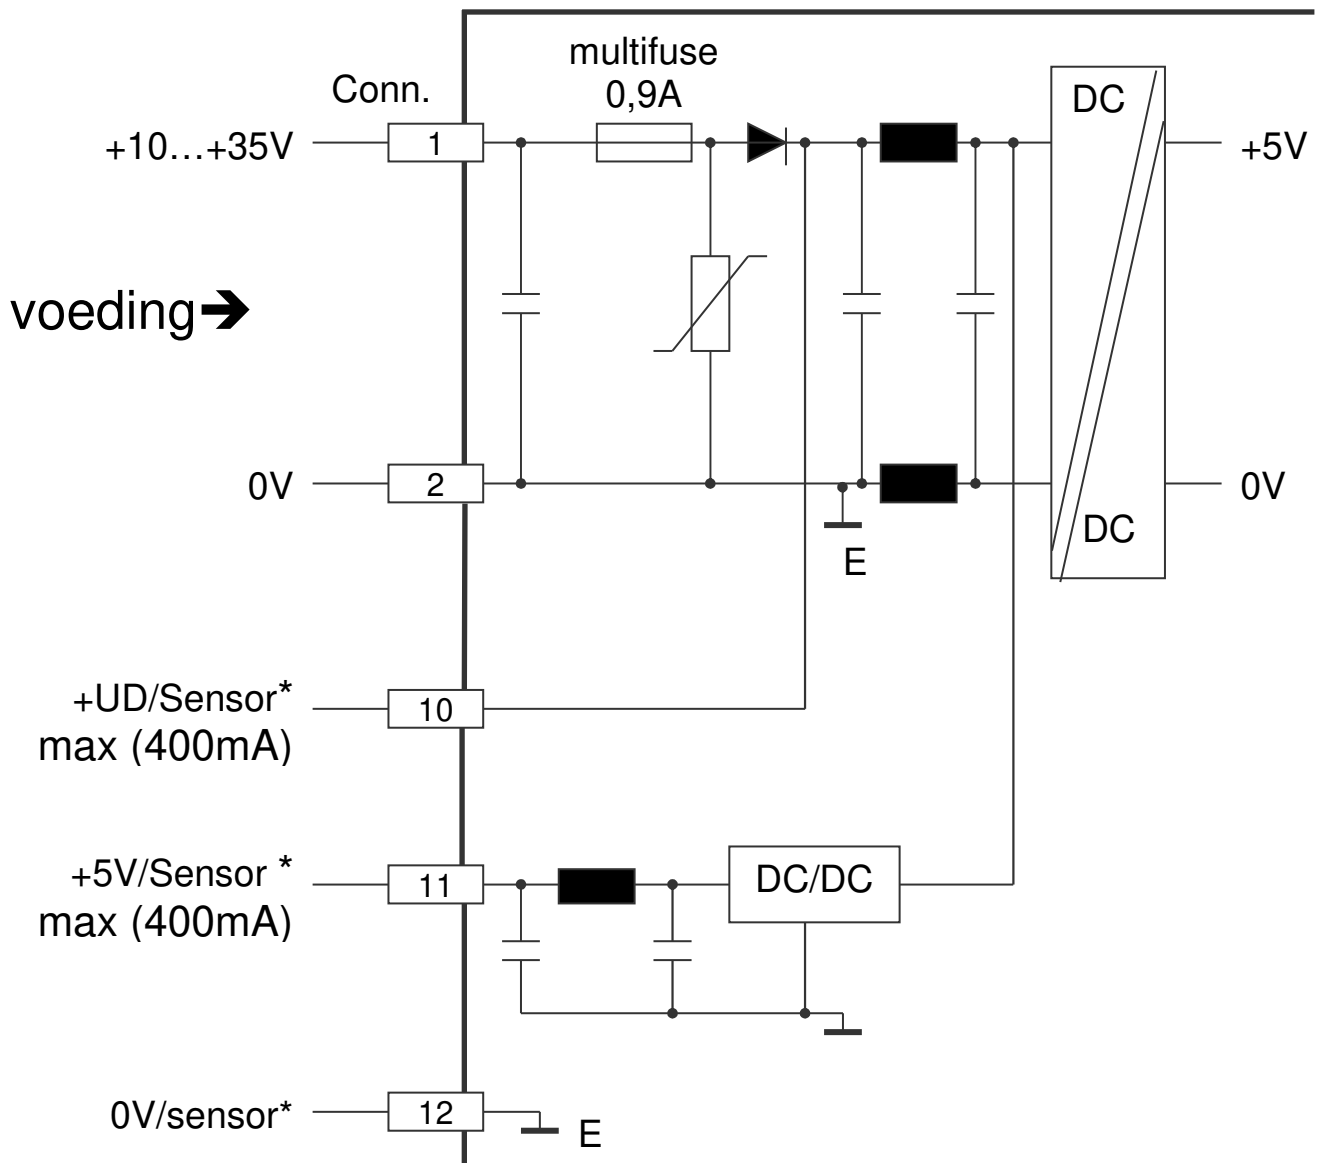 multifuse
0,9A
Conn.
DC
+10...+35V
1
+5V
voeding➔
0V
2
0V
DC
E
+UD/Sensor*
10
max (400mA)
+5V/Sensor *
11
DC/DC
max (400mA)
0V/sensor*
12
E